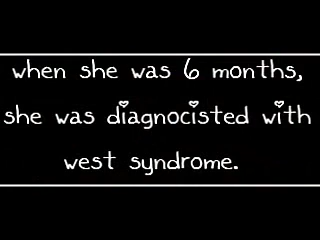 when she was 6 months,
she was diagnocisted with
west syndrome.